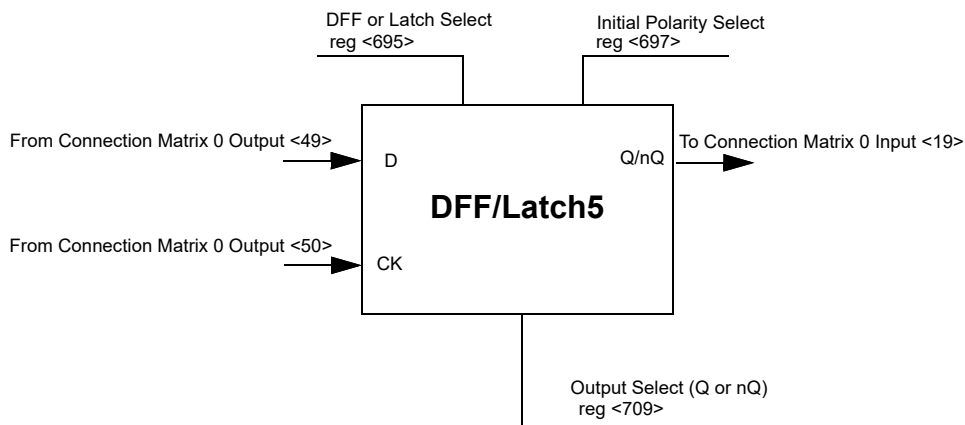 DFF or Latch Select
reg <695>
Initial Polarity Select
reg <697>
From Connection Matrix 0 Output <49>
D
Q/nQ
To Connection Matrix 0 Input <19>
DFF/Latch5
From Connection Matrix 0 Output <50>
CK
Output Select (Q or nQ)
reg <709>